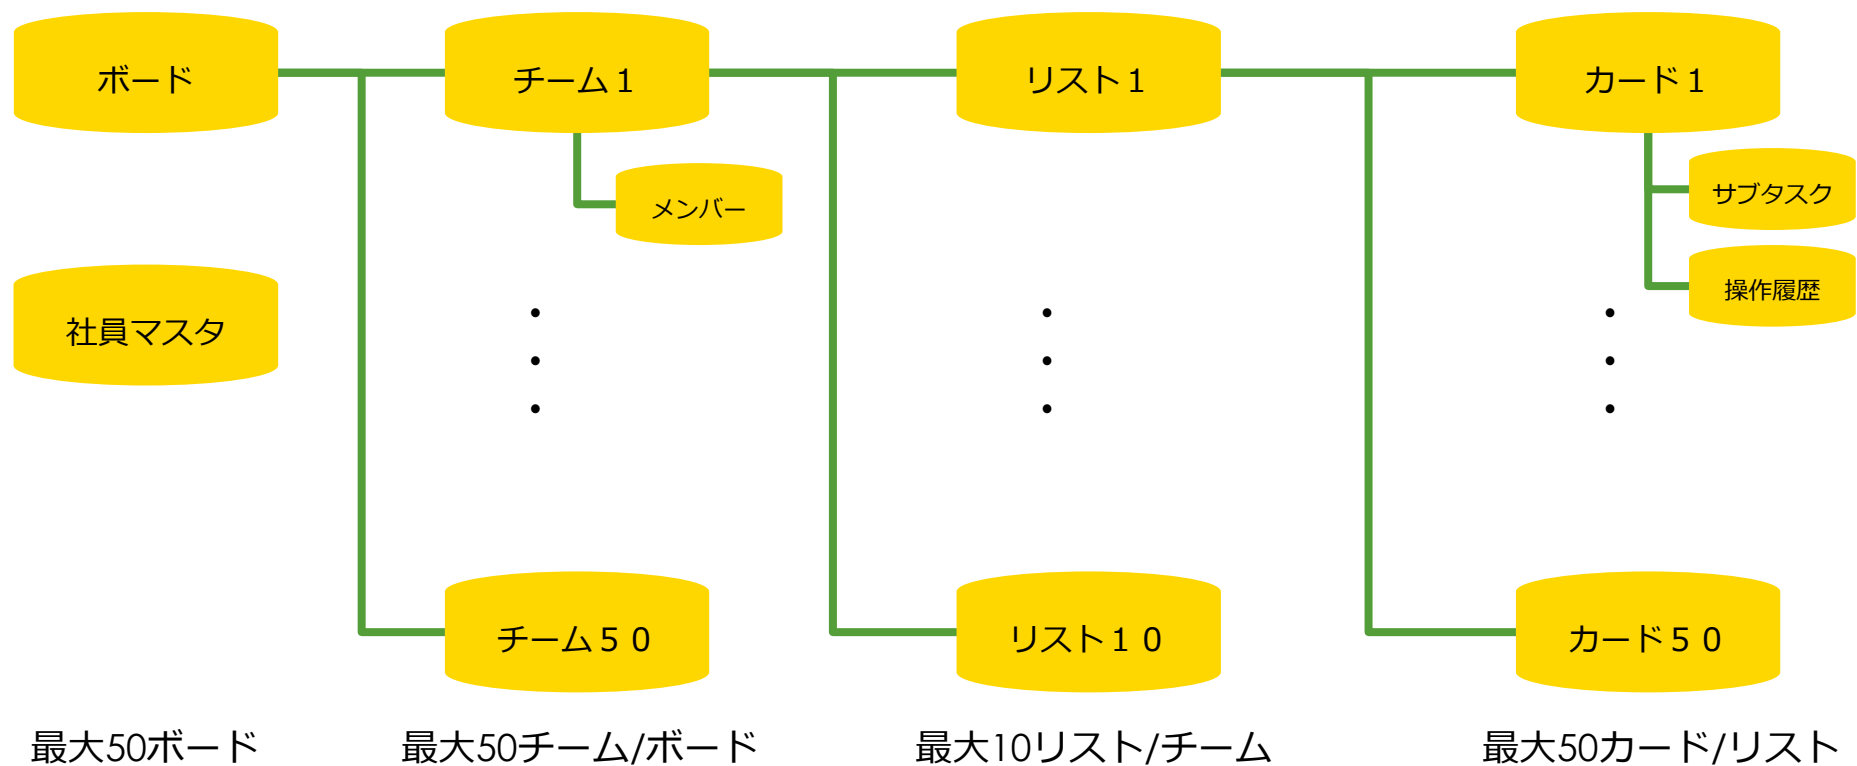 ボード
チーム１
リスト１
カード１
メンバー
サブタスク
操作履歴
社員マスタ
・
・
・
・
・
・
・
・
・
チーム５０
リスト１０
カード５０
最大50ボード
最大50チーム/ボード
最大10リスト/チーム
最大50カード/リスト